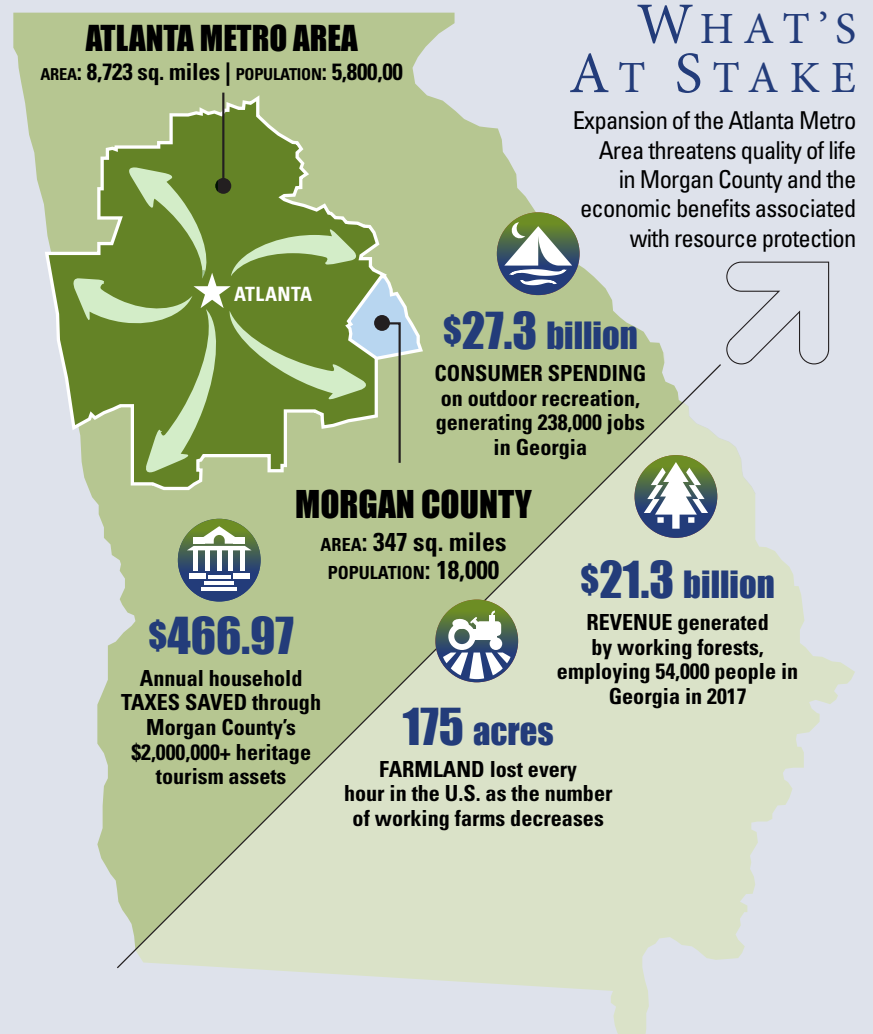 ATLANTA METRO AREA
AREA: 8,723 sq. miles | POPULATION: 5,800,00
WHAT'S
AT STAKE
Expansion of the Atlanta Metro
Area threatens quality of life
in Morgan County and the
economic benefits associated
with resource protection
ATLANTA
$27.3 billion
CONSUMER SPENDING
on outdoor recreation,
generating 238,000 jobs
in Georgia
MORGAN COUNTY
AREA: 347 sq. miles
POPULATION: 18,000
$21.3 billion
REVENUE generated
by working forests,
employing 54,000 people in
Georgia in 2017
$466.97
Annual household
TAXES SAVED through
Morgan County's
$2,000,000+ heritage
tourism assets
175 acres
FARMLAND lost every
hour in the U.S. as the number
of working farms decreases